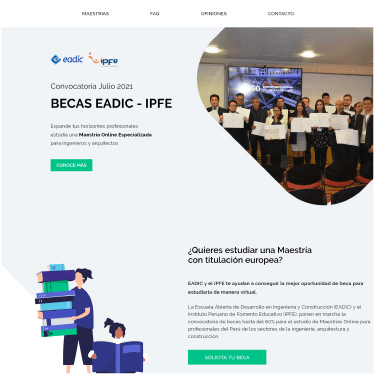 MAESTRÍAS FAQ OPINIONES CONTACTO
eadic ipfe
Convocatoria Julio 2021
BECAS EADIC - IPFE
Expande tus horizontes profesionales
estudia una Maestría Online Especializada
para ingenieros y arquitectos
CONOCE MÁS
¿Quieres estudiar una Maestría
con titulación europea?
EADIC y el IPFE te ayudan a conseguir la mejor oportunidad de beca para
estudiarla de manera virtual.
La Escuela Abierta de Desarrollo en Ingeniería y Construcción (EADIC) y el
Instituto Peruano de Fomento Educativo (IPFE), ponen en marcha la
convocatoria de becas hasta del 60% para el estudio de Maestrías Online para
profesionales del Perú de los sectores de la ingeniería, arquitectura y
construcción
SOLICITA TU BECA